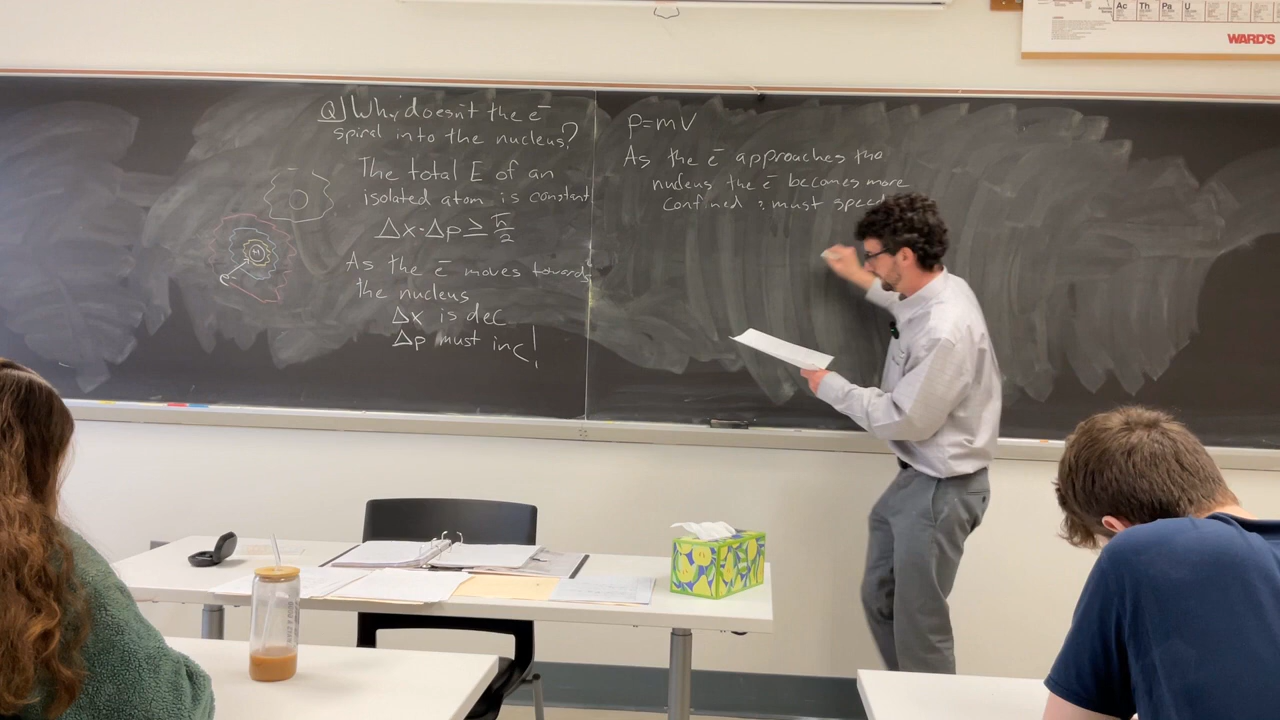 Q) Why doesn't the e⁻
spiral into the nucleus?
The total E of an
isolated atom is constant
Δx·Δp ≥ ħ/2
As the e⁻ moves towards
the nucleus
Δx is dec
Δp must inc!
P=mV
As the e⁻ approaches the
nucleus the e⁻ becomes more
confined & must speed
Ac Th Pa U
WARD'S